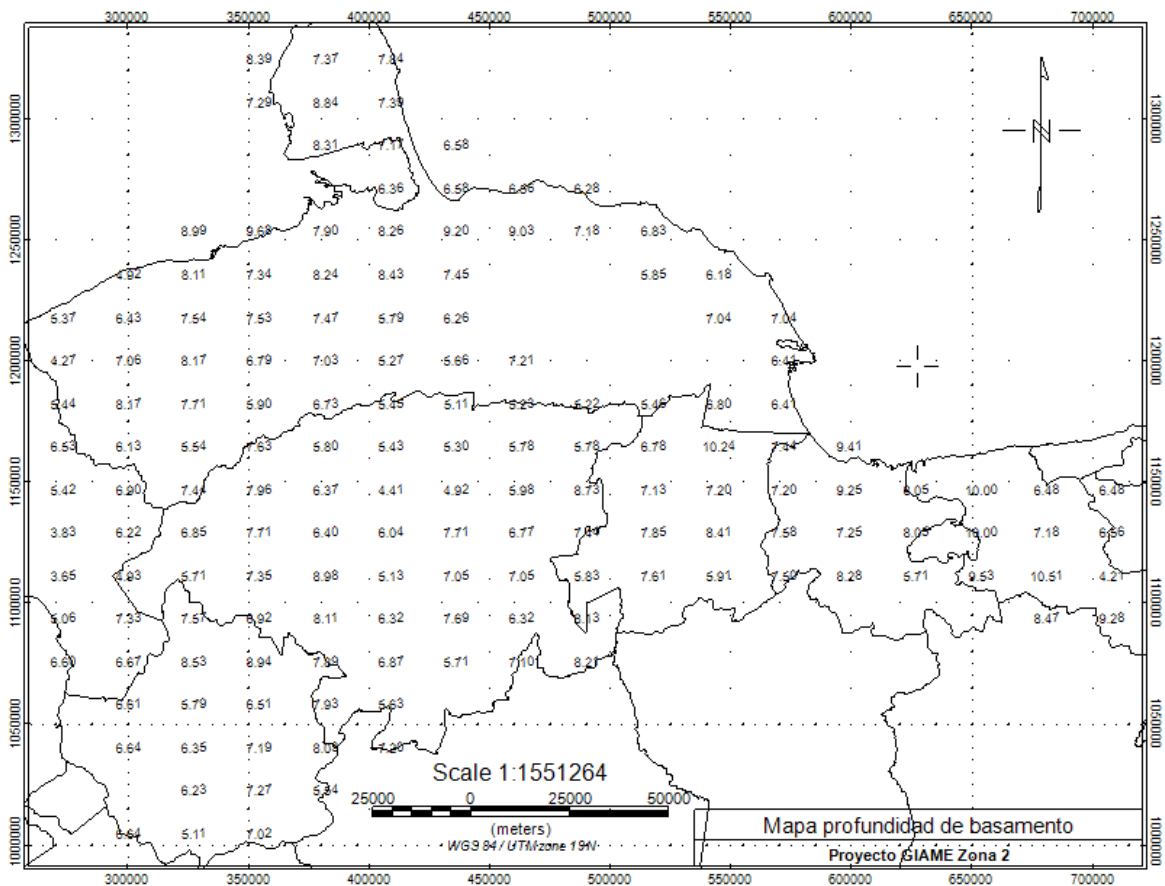 300000 350000 400000 450000 500000 550000 600000 650000 700000
8.39 7.37 7.84
7.29 8.84 7.39
1300000 1300000
8.31 7.17 6.58
6.36 6.58 6.86 6.28
8.99 9.68 7.90 8.26 9.20 9.03 7.18 6.83
1250000 1250000
4.92 8.11 7.34 8.24 8.43 7.45 5.85 6.18
5.37 6.43 7.54 7.53 7.47 5.79 6.26 7.04 7.04
1200000 1200000
4.27 7.06 8.17 6.79 7.03 5.27 5.66 7.21 6.41
5.44 8.17 7.71 5.90 6.73 5.45 5.11 5.23 5.22 5.46 6.80 6.41
6.53 6.13 5.54 7.63 5.80 5.43 5.30 5.78 5.78 6.78 10.24 7.44 9.41
1150000 1150000
5.42 6.90 7.44 7.96 6.37 4.41 4.92 5.98 8.73 7.13 7.20 7.20 9.25 8.05 10.00 6.48 6.48
3.83 6.22 6.85 7.71 6.40 6.04 7.71 6.77 7.85 8.41 7.58 7.25 8.05 10.00 7.18 6.56
3.65 4.93 5.71 7.35 8.98 5.13 7.05 7.05 5.83 7.61 5.91 7.50 8.28 5.71 9.53 10.51 4.21
1100000 1100000
5.06 7.33 7.57 8.92 8.11 6.32 7.69 6.32 8.13 8.47 9.28
6.60 6.67 8.53 8.94 7.89 6.87 5.71 7.10 8.21
6.61 5.79 6.51 7.93 5.63
1050000 1050000
6.64 6.35 7.19 8.08 7.20
Scale 1:1551264
6.23 7.27 5.54
25000 0 25000 50000
(meters)
WGS 84 / UTM zone 19N
6.64 5.11 7.02
1000000 1000000
Mapa profundidad de basamento
Proyecto GIAME Zona 2
300000 350000 400000 450000 500000 550000 600000 650000 700000
N